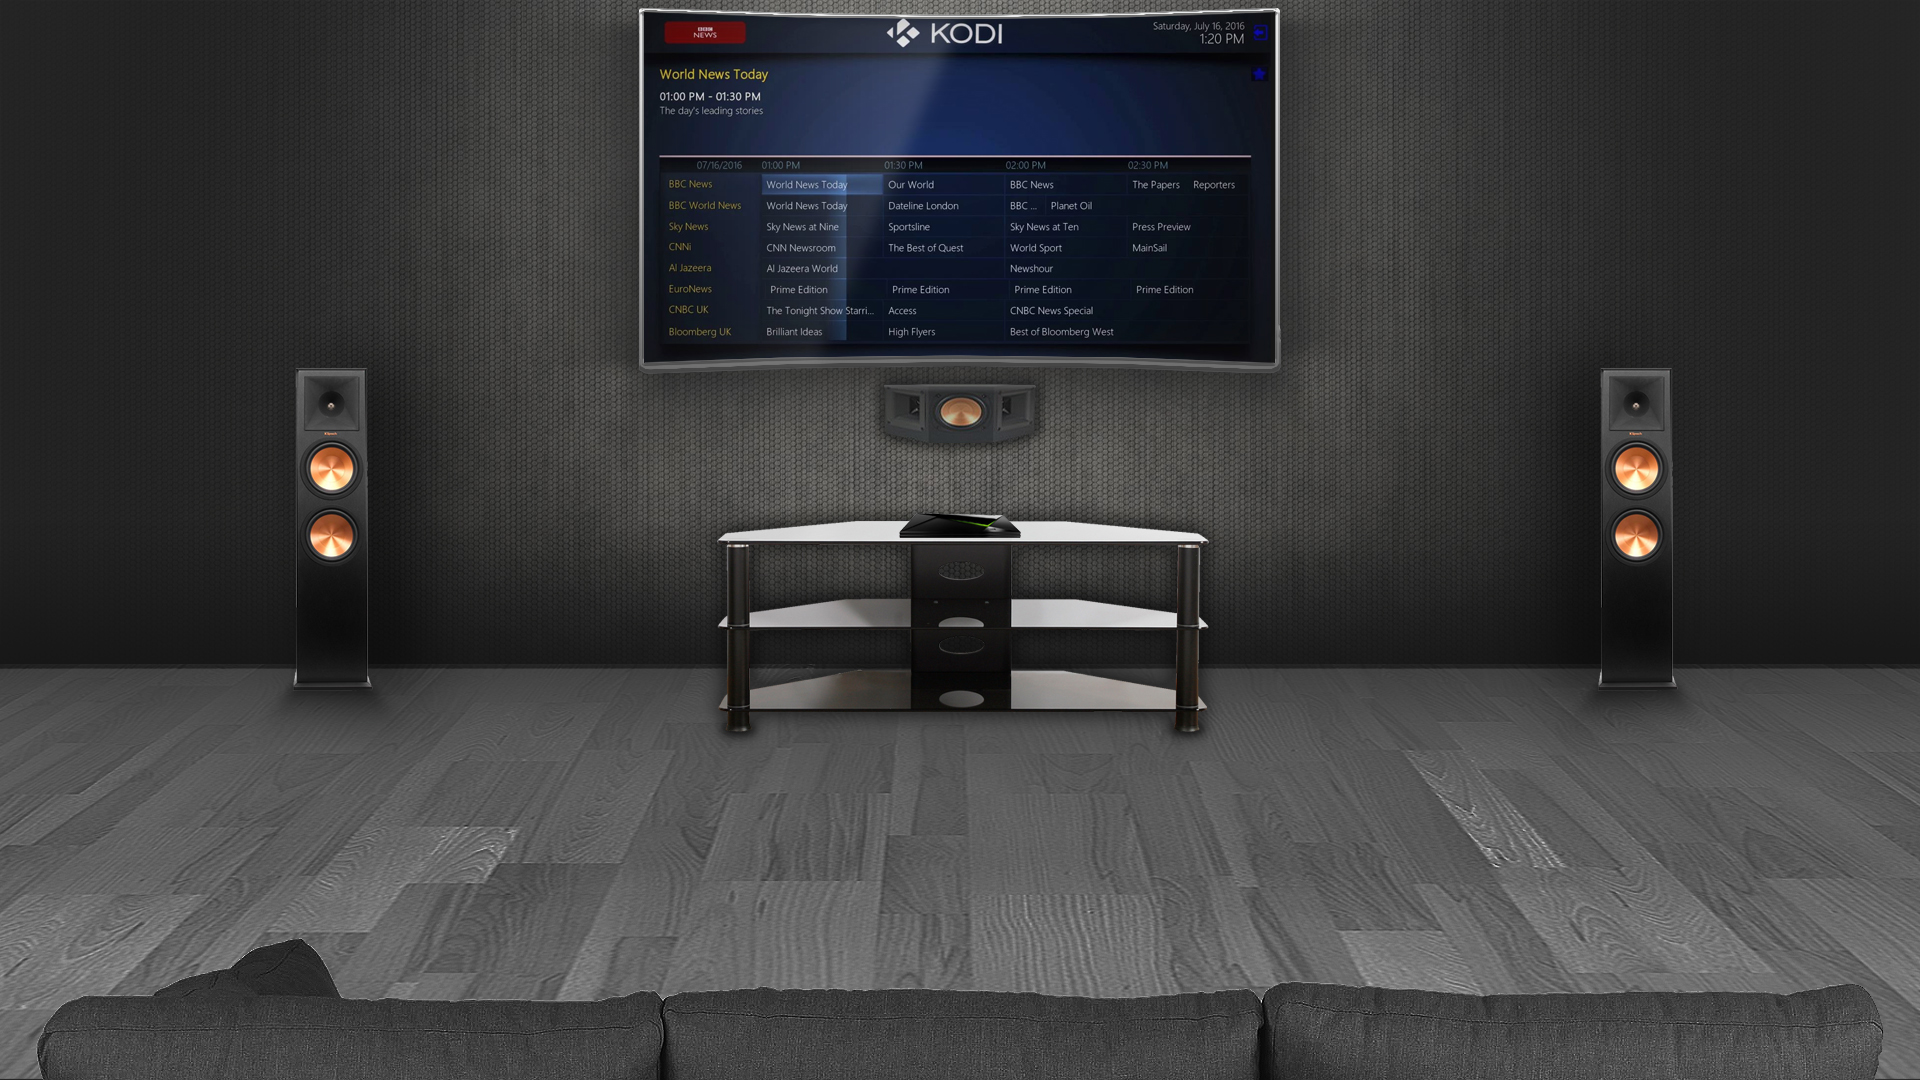 BBC
NEWS
KODI
Saturday, July 16, 2016
1:20 PM
World News Today
01:00 PM - 01:30 PM
The day's leading stories
07/16/2016 01:00 PM 01:30 PM 02:00 PM 02:30 PM
BBC News World News Today Our World BBC News The Papers Reporters
BBC World News World News Today Dateline London BBC ... Planet Oil
Sky News Sky News at Nine Sportsline Sky News at Ten Press Preview
CNNi CNN Newsroom The Best of Quest World Sport MainSail
Al Jazeera Al Jazeera World Newshour
EuroNews Prime Edition Prime Edition Prime Edition Prime Edition
CNBC UK The Tonight Show Starri... Access CNBC News Special
Bloomberg UK Brilliant Ideas High Flyers Best of Bloomberg West